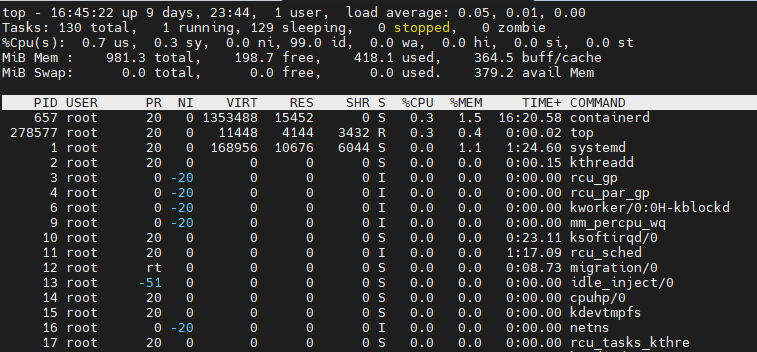 top - 16:45:22 up 9 days, 23:44,  1 user,  load average: 0.05, 0.01, 0.00
Tasks: 130 total,   1 running, 129 sleeping,   0 stopped,   0 zombie
%Cpu(s):  0.7 us,  0.3 sy,  0.0 ni, 99.0 id,  0.0 wa,  0.0 hi,  0.0 si,  0.0 st
MiB Mem :    981.3 total,    198.7 free,    418.1 used,    364.5 buff/cache
MiB Swap:      0.0 total,      0.0 free,      0.0 used.    379.2 avail Mem
PID USER      PR  NI    VIRT    RES    SHR S  %CPU  %MEM     TIME+ COMMAND
657 root      20   0 1353488  15452      0 S   0.3   1.5  16:20.58 containerd
278577 root      20   0   11448   4144   3432 R   0.3   0.4   0:00.02 top
1 root      20   0  168956  10676   6044 S   0.0   1.1   1:24.60 systemd
2 root      20   0       0      0      0 S   0.0   0.0   0:00.15 kthreadd
3 root       0 -20       0      0      0 I   0.0   0.0   0:00.00 rcu_gp
4 root       0 -20       0      0      0 I   0.0   0.0   0:00.00 rcu_par_gp
6 root       0 -20       0      0      0 I   0.0   0.0   0:00.00 kworker/0:0H-kblockd
9 root       0 -20       0      0      0 I   0.0   0.0   0:00.00 mm_percpu_wq
10 root      20   0       0      0      0 S   0.0   0.0   0:23.11 ksoftirqd/0
11 root      20   0       0      0      0 I   0.0   0.0   1:17.09 rcu_sched
12 root      rt   0       0      0      0 S   0.0   0.0   0:08.73 migration/0
13 root     -51   0       0      0      0 S   0.0   0.0   0:00.00 idle_inject/0
14 root      20   0       0      0      0 S   0.0   0.0   0:00.00 cpuhp/0
15 root      20   0       0      0      0 S   0.0   0.0   0:00.00 kdevtmpfs
16 root       0 -20       0      0      0 I   0.0   0.0   0:00.00 netns
17 root      20   0       0      0      0 S   0.0   0.0   0:00.00 rcu_tasks_kthre